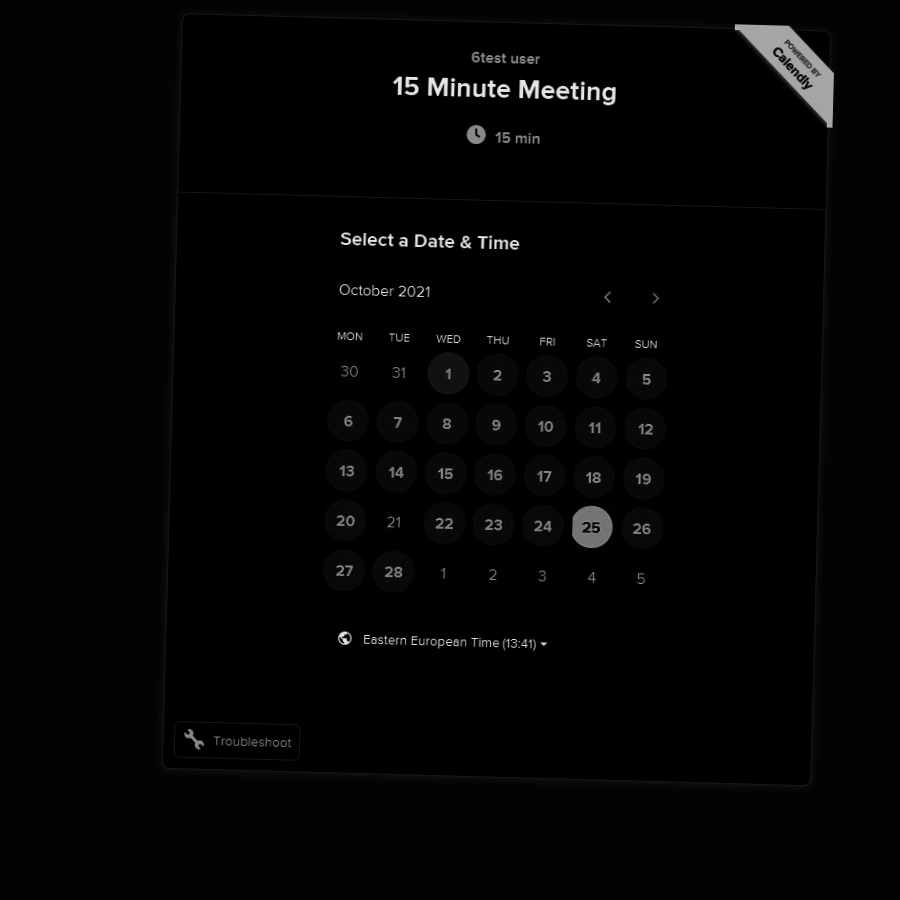 6test user
POWERED BY
Calendly
15 Minute Meeting
15 min
Select a Date & Time
October 2021
MON TUE WED THU FRI SAT SUN
30 31 1 2 3 4 5
6 7 8 9 10 11 12
13 14 15 16 17 18 19
20 21 22 23 24 25 26
27 28 1 2 3 4 5
Eastern European Time (13:41)
Troubleshoot